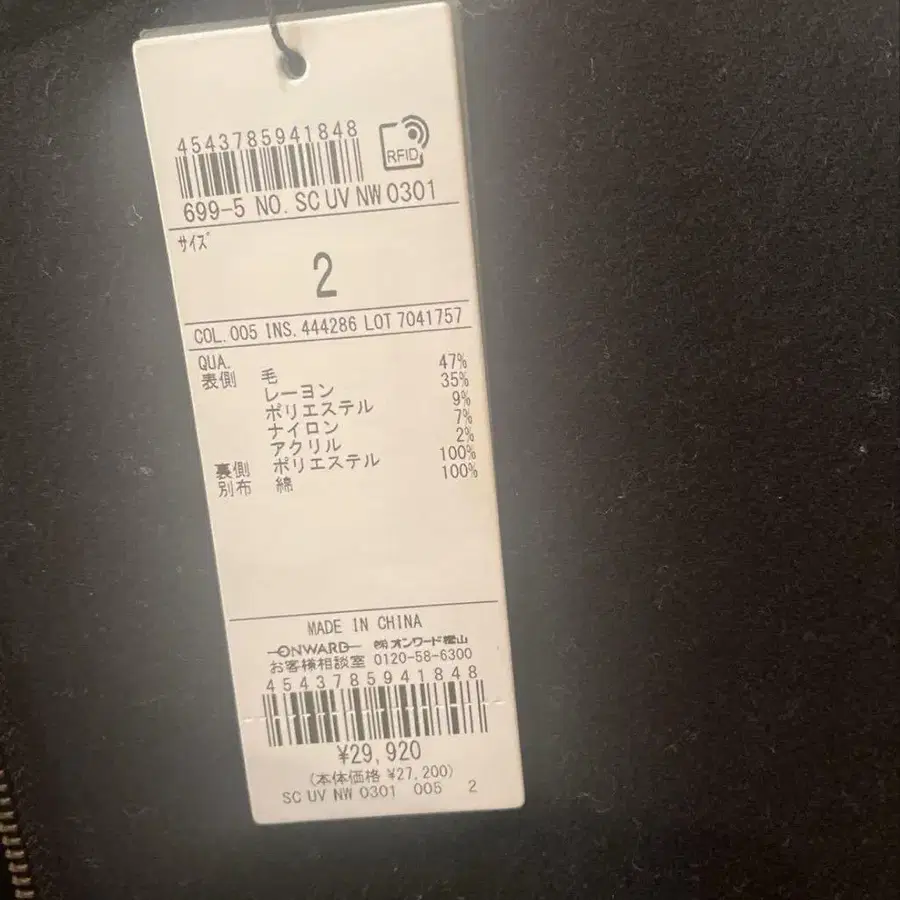 4543785941848
RFID
699-5 NO. SC UV NW 0301
サイズ
2
COL. 005 INS. 444286 LOT 7041757
QUA.
表側 毛 47%
レーヨン 35%
ポリエステル 9%
ナイロン 7%
アクリル 2%
裏側 ポリエステル 100%
別布 綿 100%
MADE IN CHINA
ONWARD ㈱オンワード樫山
お客様相談室 0120-58-6300
4543785941848
¥29,920
(本体価格 ¥27,200)
SC UV NW 0301 005 2